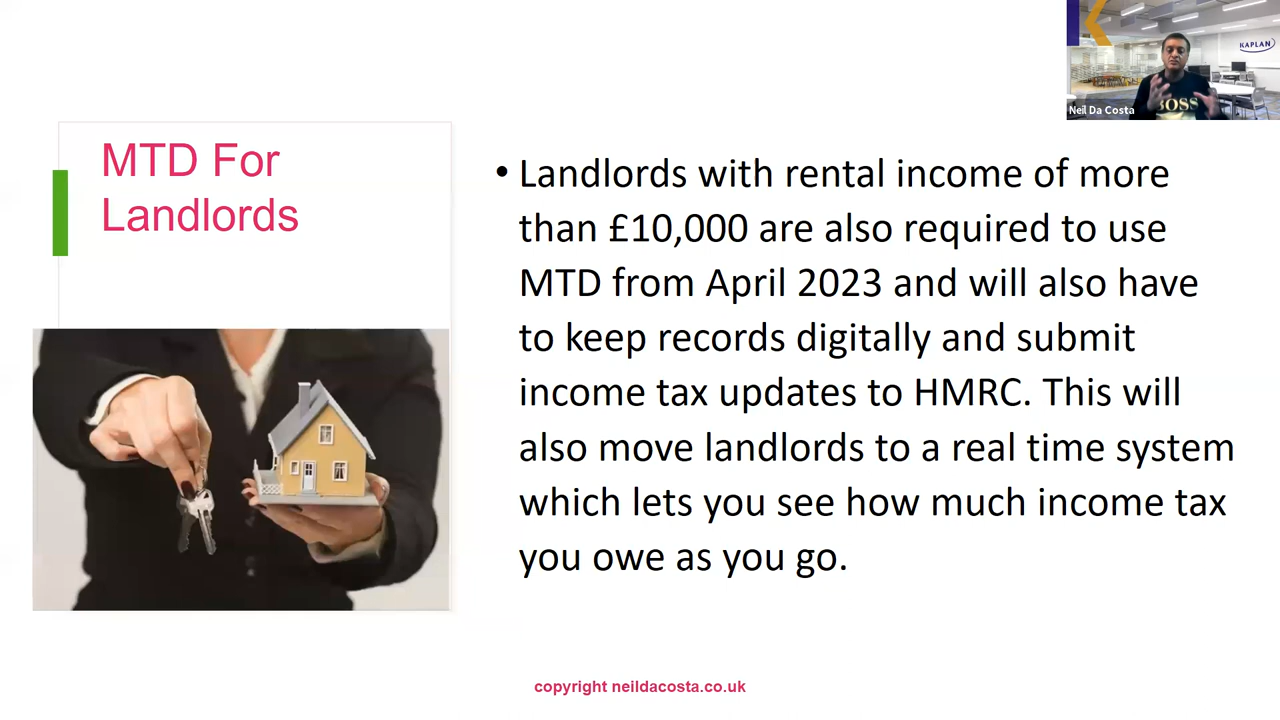 MTD For
Landlords
• Landlords with rental income of more
than £10,000 are also required to use
MTD from April 2023 and will also have
to keep records digitally and submit
income tax updates to HMRC. This will
also move landlords to a real time system
which lets you see how much income tax
you owe as you go.
KAPLAN
BOSS
Neil Da Costa
copyright neildacosta.co.uk